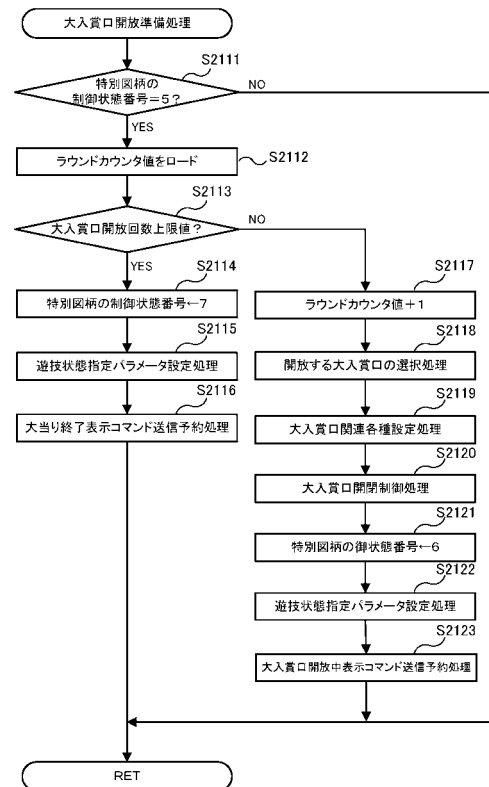 大入賞口開放準備処理
S2111
特別図柄の
制御状態番号=5?
NO
YES
ラウンドカウンタ値をロード
S2112
S2113
大入賞口開放回数上限値?
NO
YES
S2114
特別図柄の制御状態番号←7
S2115
遊技状態指定パラメータ設定処理
S2116
大当り終了表示コマンド送信予約処理
S2117
ラウンドカウンタ値+1
S2118
開放する大入賞口の選択処理
S2119
大入賞口関連各種設定処理
S2120
大入賞口開閉制御処理
S2121
特別図柄の御状態番号←6
S2122
遊技状態指定パラメータ設定処理
S2123
大入賞口開放中表示コマンド送信予約処理
RET